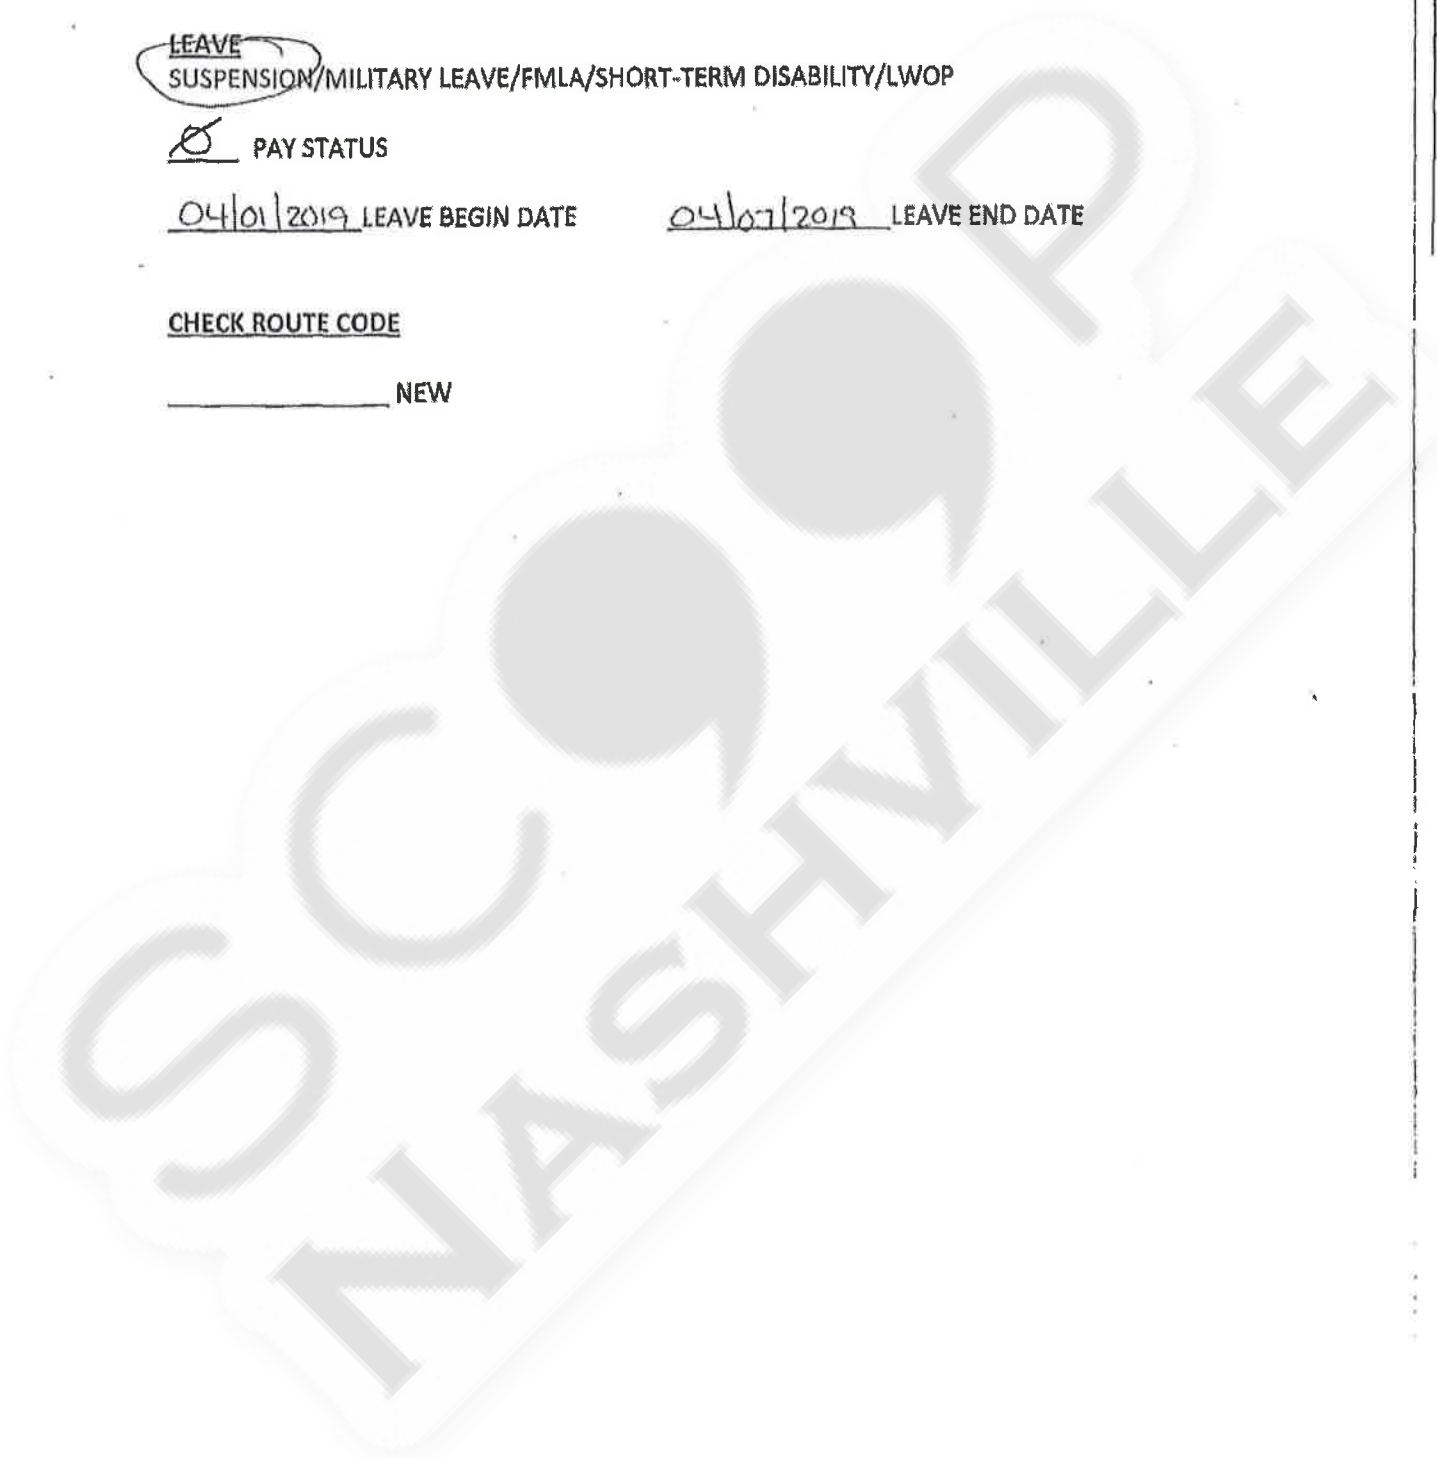 LEAVE
SUSPENSION/MILITARY LEAVE/FMLA/SHORT-TERM DISABILITY/LWOP
Ø PAY STATUS
04/01/2019 LEAVE BEGIN DATE 04/07/2019 LEAVE END DATE
CHECK ROUTE CODE
NEW
SCOOP
NASHVILLE